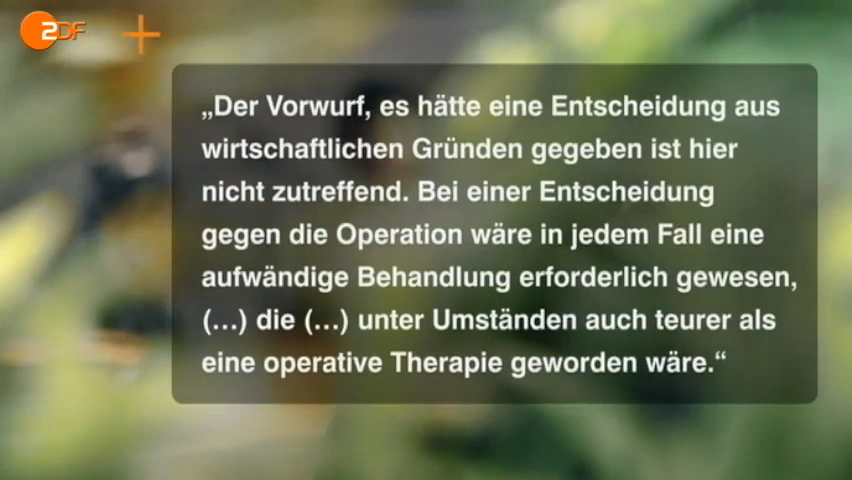 ZDF
„Der Vorwurf, es hätte eine Entscheidung aus
wirtschaftlichen Gründen gegeben ist hier
nicht zutreffend. Bei einer Entscheidung
gegen die Operation wäre in jedem Fall eine
aufwändige Behandlung erforderlich gewesen,
(...) die (...) unter Umständen auch teurer als
eine operative Therapie geworden wäre.“